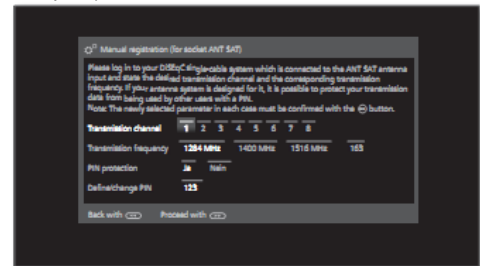 Manual registration (for socket ANT SAT)
Please log in to your DiSEqC single-cable system which is connected to the ANT SAT antenna
input and state the desired transmission channel and the corresponding transmission
frequency. If your antenna system is designed for it, it is possible to protect your transmission
data from being used by other users with a PIN.
Note: The newly selected parameter in each case must be confirmed with the button.
Transmission channel 1 2 3 4 5 6 7 8
Transmission frequency 1284 MHz 1400 MHz 1516 MHz 163
PIN protection Ja Nein
Define/change PIN 123
Back with Proceed with